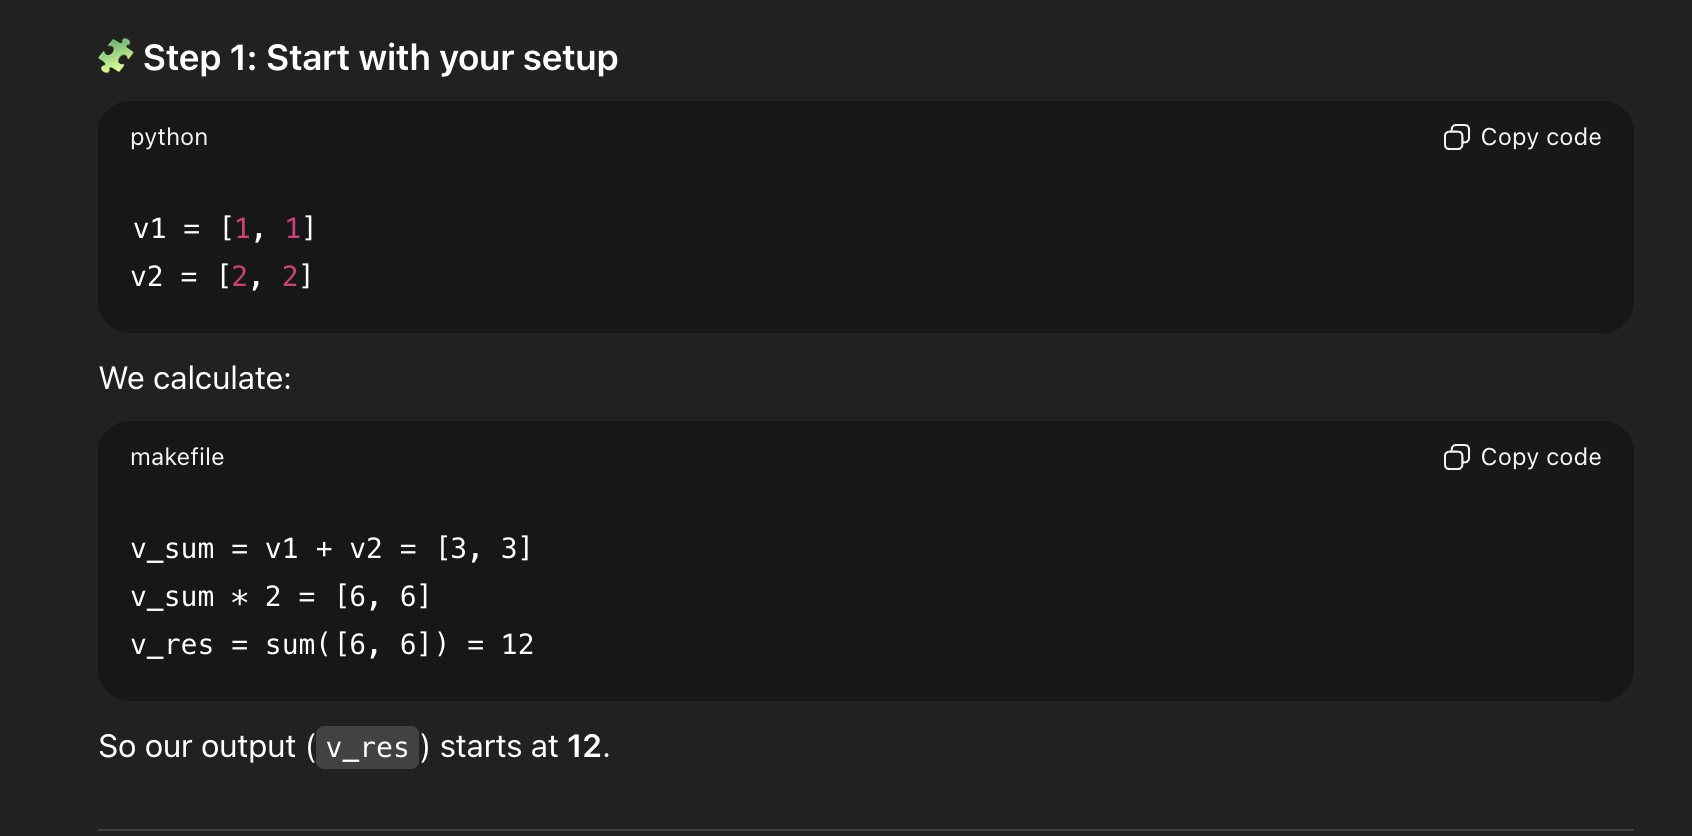 🧩 Step 1: Start with your setup
python
Copy code
v1 = [1, 1]
v2 = [2, 2]
We calculate:
makefile
Copy code
v_sum = v1 + v2 = [3, 3]
v_sum * 2 = [6, 6]
v_res = sum([6, 6]) = 12
So our output (v_res) starts at 12.